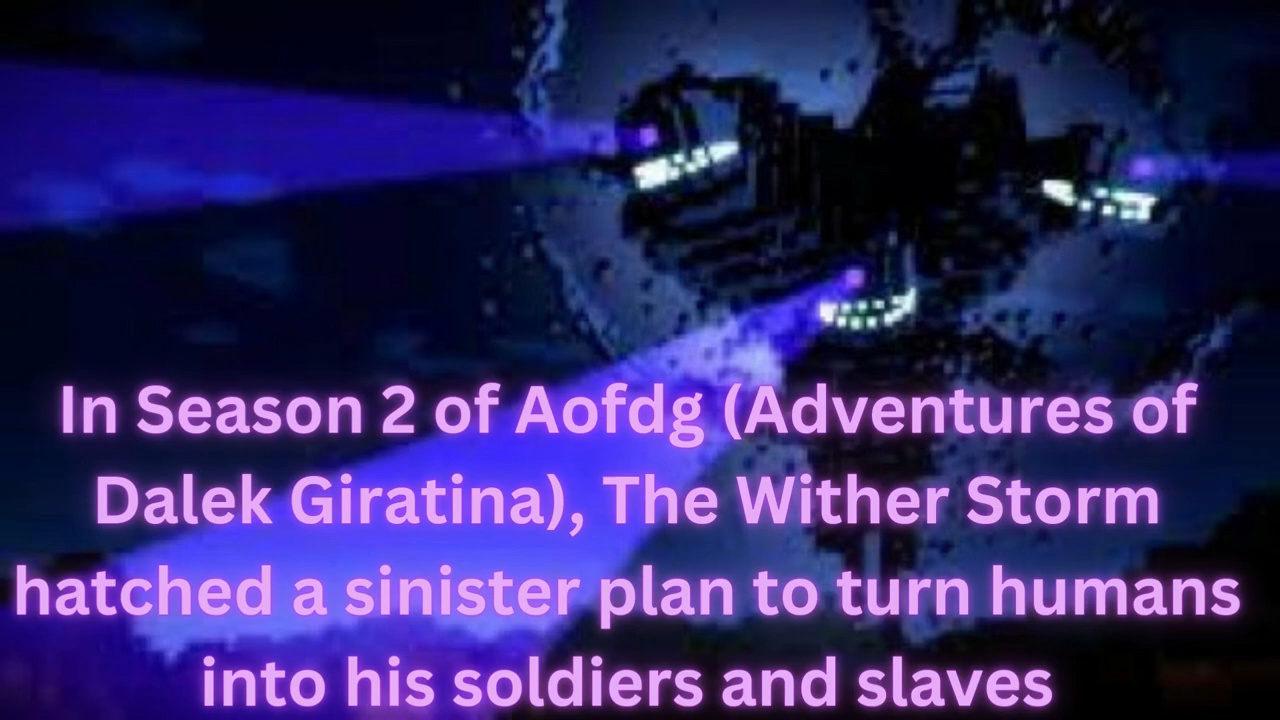 In Season 2 of Aofdg (Adventures of
Dalek Giratina), The Wither Storm
hatched a sinister plan to turn humans
into his soldiers and slaves